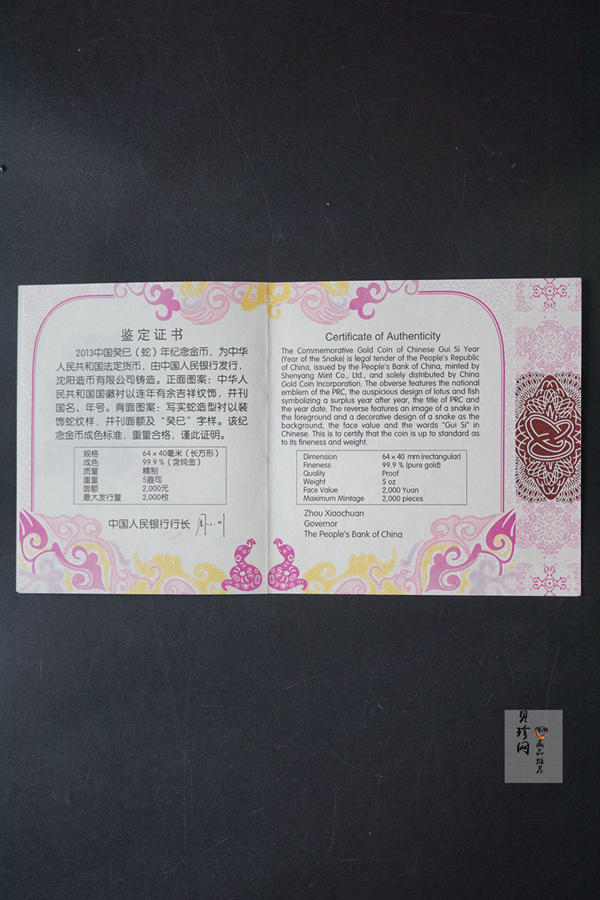 鉴定证书
2013中国癸巳（蛇）年纪念金币，为中华
人民共和国法定货币，由中国人民银行发行，
沈阳造币有限公司铸造。正面图案：中华人
民共和国国徽衬以连年有余吉祥纹饰，并刊
国名、年号。背面图案：写实蛇造型衬以装
饰蛇纹样，并刊面额及“癸巳”字样。该纪
念金币成色标准，重量合格，谨此证明。
规格 64 x 40毫米（长方形）
成色 99.9 %（含纯金）
质量 精制
重量 5盎司
面额 2,000元
最大发行量 2,000枚
中国人民银行行长
Certificate of Authenticity
The Commemorative Gold Coin of Chinese Gui Si Year
(Year of the Snake) is legal tender of the People's Republic
of China, issued by the People's Bank of China, minted by
Shenyang Mint Co., Ltd., and solely distributed by China
Gold Coin Incorporation. The obverse features the national
emblem of the PRC, the auspicious design of lotus and fish
symbolizing a surplus year after year, the title of PRC and
the year date. The reverse features an image of a snake in
the foreground and a decorative design of a snake as the
background, the face value and the words "Gui Si" in
Chinese. This is to certify that the coin is up to standard as
to its fineness and weight.
Dimension 64 x 40 mm (rectangular)
Fineness 99.9 % (pure gold)
Quality Proof
Weight 5 oz
Face Value 2,000 Yuan
Maximum Mintage 2,000 pieces
Zhou Xiaochuan
Governor
The People's Bank of China
贝珍网
藏品推荐